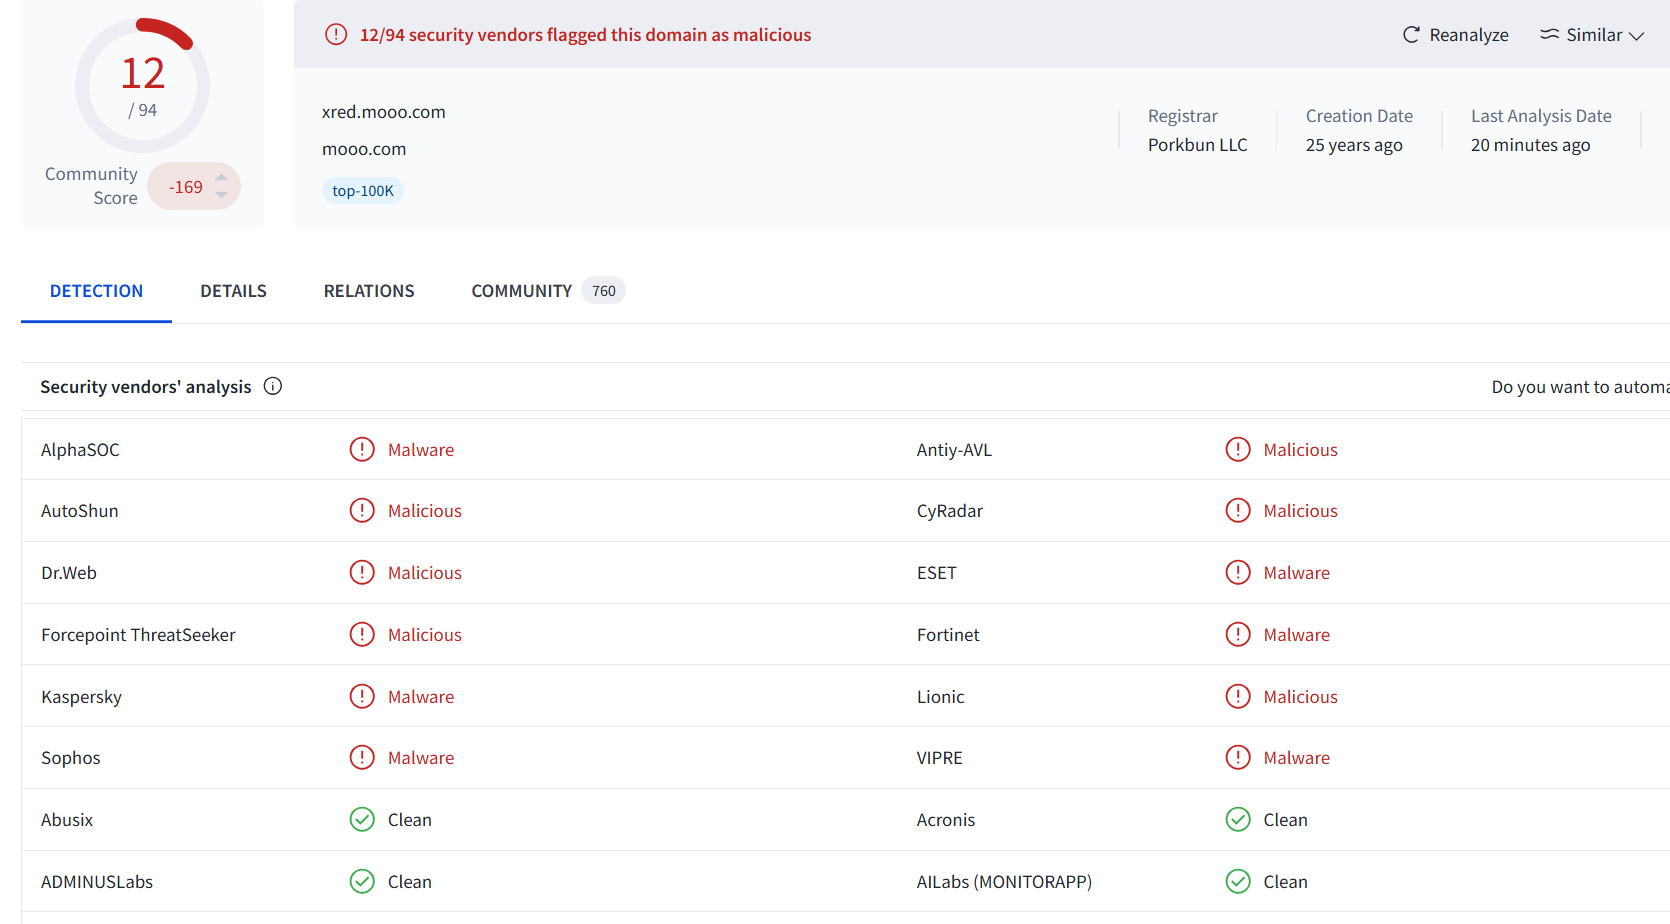 12
/ 94
Community
Score
-169
12/94 security vendors flagged this domain as malicious
Reanalyze
Similar
xred.mooo.com
mooo.com
top-100K
Registrar
Porkbun LLC
Creation Date
25 years ago
Last Analysis Date
20 minutes ago
DETECTION
DETAILS
RELATIONS
COMMUNITY 760
Security vendors' analysis
Do you want to automa
AlphaSOC Malware Antiy-AVL Malicious
AutoShun Malicious CyRadar Malicious
Dr.Web Malicious ESET Malware
Forcepoint ThreatSeeker Malicious Fortinet Malware
Kaspersky Malware Lionic Malicious
Sophos Malware VIPRE Malware
Abusix Clean Acronis Clean
ADMINUSLabs Clean AILabs (MONITORAPP) Clean